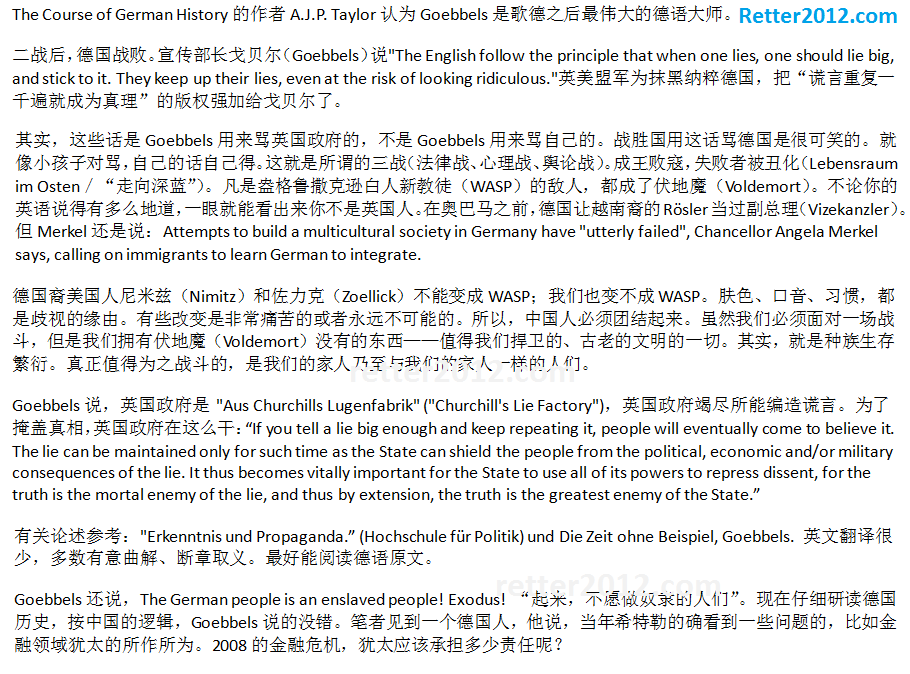 The Course of German History 的作者 A.J.P. Taylor 认为 Goebbels 是歌德之后最伟大的德语大师。 Retter2012.com
二战后，德国战败。宣传部长戈贝尔（Goebbels）说"The English follow the principle that when one lies, one should lie big,
and stick to it. They keep up their lies, even at the risk of looking ridiculous."英美盟军为抹黑纳粹德国，把“谎言重复一
千遍就成为真理”的版权强加给戈贝尔了。
其实，这些话是 Goebbels 用来骂英国政府的，不是 Goebbels 用来骂自己的。战胜国用这话骂德国是很可笑的。就
像小孩子对骂，自己的话自己得。这就是所谓的三战（法律战、心理战、舆论战）。成王败寇，失败者被丑化（Lebensraum
im Osten / “走向深蓝”）。凡是盎格鲁撒克逊白人新教徒（WASP）的敌人，都成了伏地魔（Voldemort）。不论你的
英语说得有多么地道，一眼就能看出来你不是英国人。在奥巴马之前，德国让越南裔的 Rösler 当过副总理（Vizekanzler）。
但 Merkel 还是说：Attempts to build a multicultural society in Germany have "utterly failed", Chancellor Angela Merkel
says, calling on immigrants to learn German to integrate.
德国裔美国人尼米兹（Nimitz）和佐力克（Zoellick）不能变成 WASP；我们也变不成 WASP。肤色、口音、习惯，都
是歧视的缘由。有些改变是非常痛苦的或者永远不可能的。所以，中国人必须团结起来。虽然我们必须面对一场战
斗，但是我们拥有伏地魔（Voldemort）没有的东西——值得我们捍卫的、古老的文明的一切。其实，就是种族生存
繁衍。真正值得为之战斗的，是我们的家人乃至与我们的家人一样的人们。
retter2012.com
Goebbels 说，英国政府是 "Aus Churchills Lugenfabrik" ("Churchill's Lie Factory")，英国政府竭尽所能编造谎言。为了
掩盖真相，英国政府在这么干：“If you tell a lie big enough and keep repeating it, people will eventually come to believe it.
The lie can be maintained only for such time as the State can shield the people from the political, economic and/or military
consequences of the lie. It thus becomes vitally important for the State to use all of its powers to repress dissent, for the
truth is the mortal enemy of the lie, and thus by extension, the truth is the greatest enemy of the State.”
有关论述参考："Erkenntnis und Propaganda.” (Hochschule für Politik) und Die Zeit ohne Beispiel, Goebbels. 英文翻译很
少，多数有意曲解、断章取义。最好能阅读德语原文。
retter2012.com
Goebbels 还说，The German people is an enslaved people! Exodus! “起来，不愿做奴隶的人们”。现在仔细研读德国
历史，按中国的逻辑，Goebbels 说的没错。笔者见到一个德国人，他说，当年希特勒的确看到一些问题的，比如金
融领域犹太的所作所为。2008 的金融危机，犹太应该承担多少责任呢？